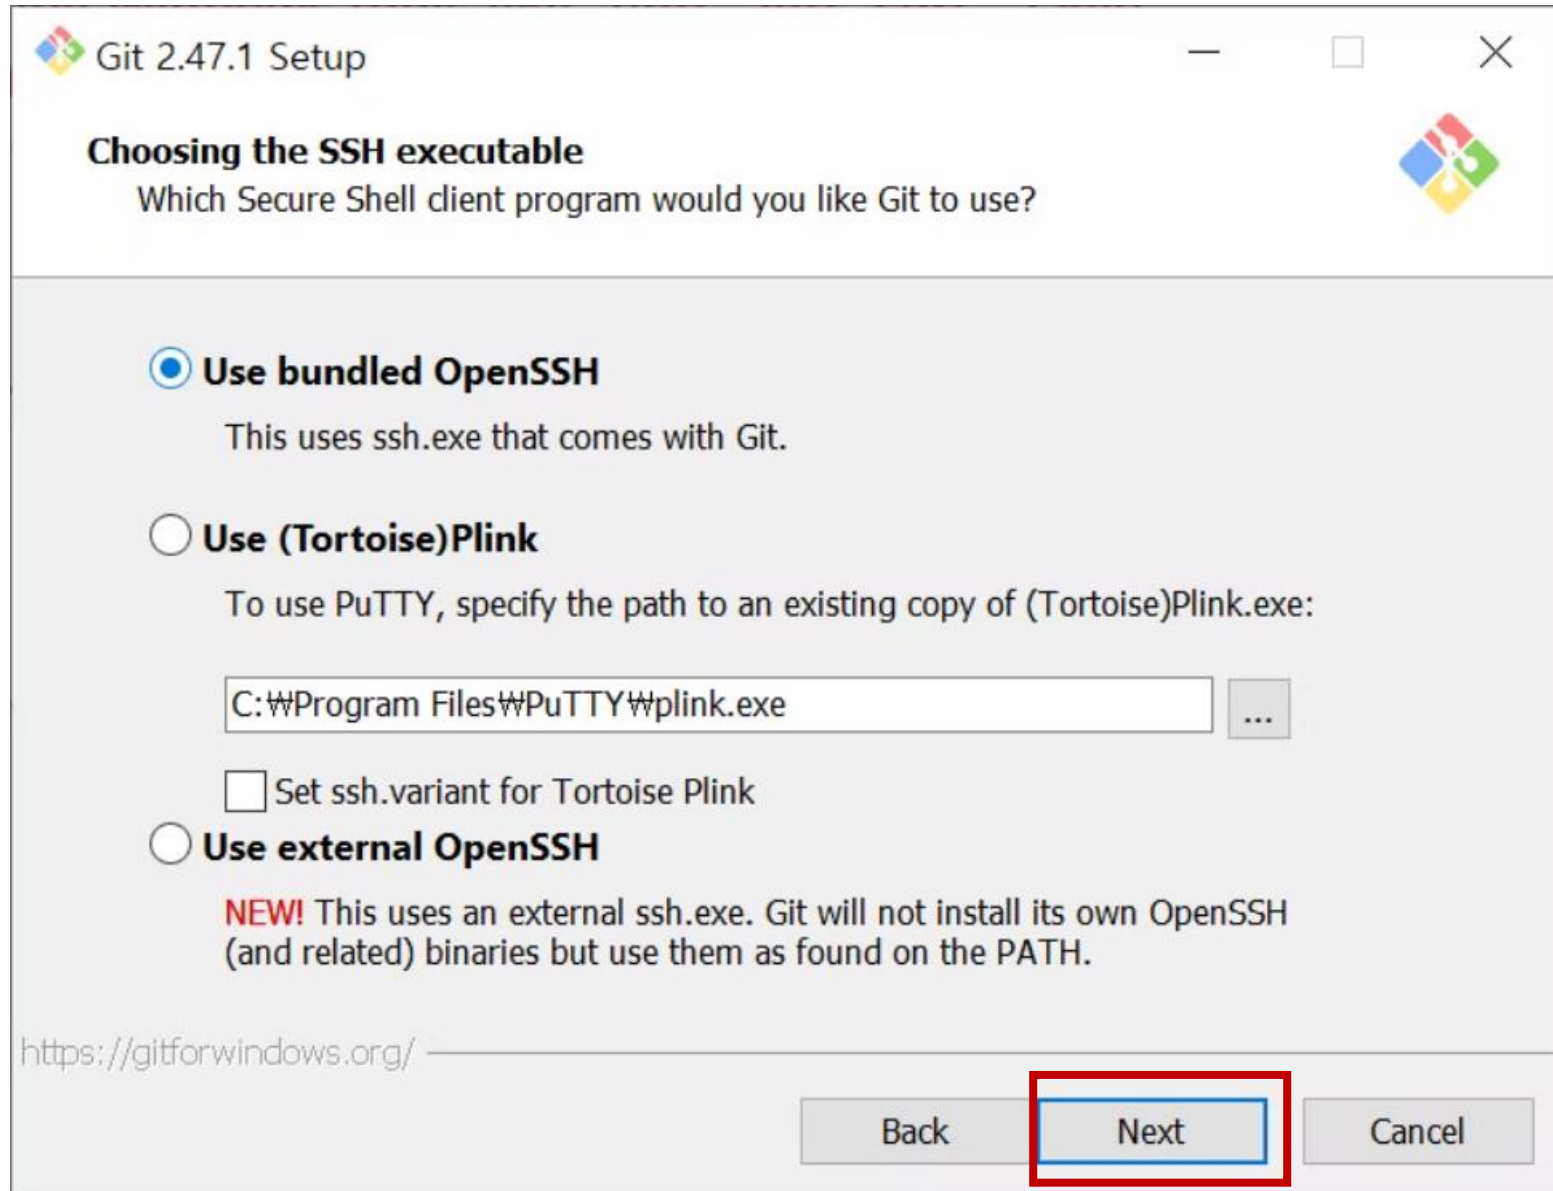 Git 2.47.1 Setup
Choosing the SSH executable
Which Secure Shell client program would you like Git to use?
Use bundled OpenSSH
This uses ssh.exe that comes with Git.
Use (Tortoise)Plink
To use PuTTY, specify the path to an existing copy of (Tortoise)Plink.exe:
C:₩Program Files₩PuTTY₩plink.exe
...
Set ssh.variant for Tortoise Plink
Use external OpenSSH
NEW! This uses an external ssh.exe. Git will not install its own OpenSSH
(and related) binaries but use them as found on the PATH.
https://gitforwindows.org/
Back Next Cancel